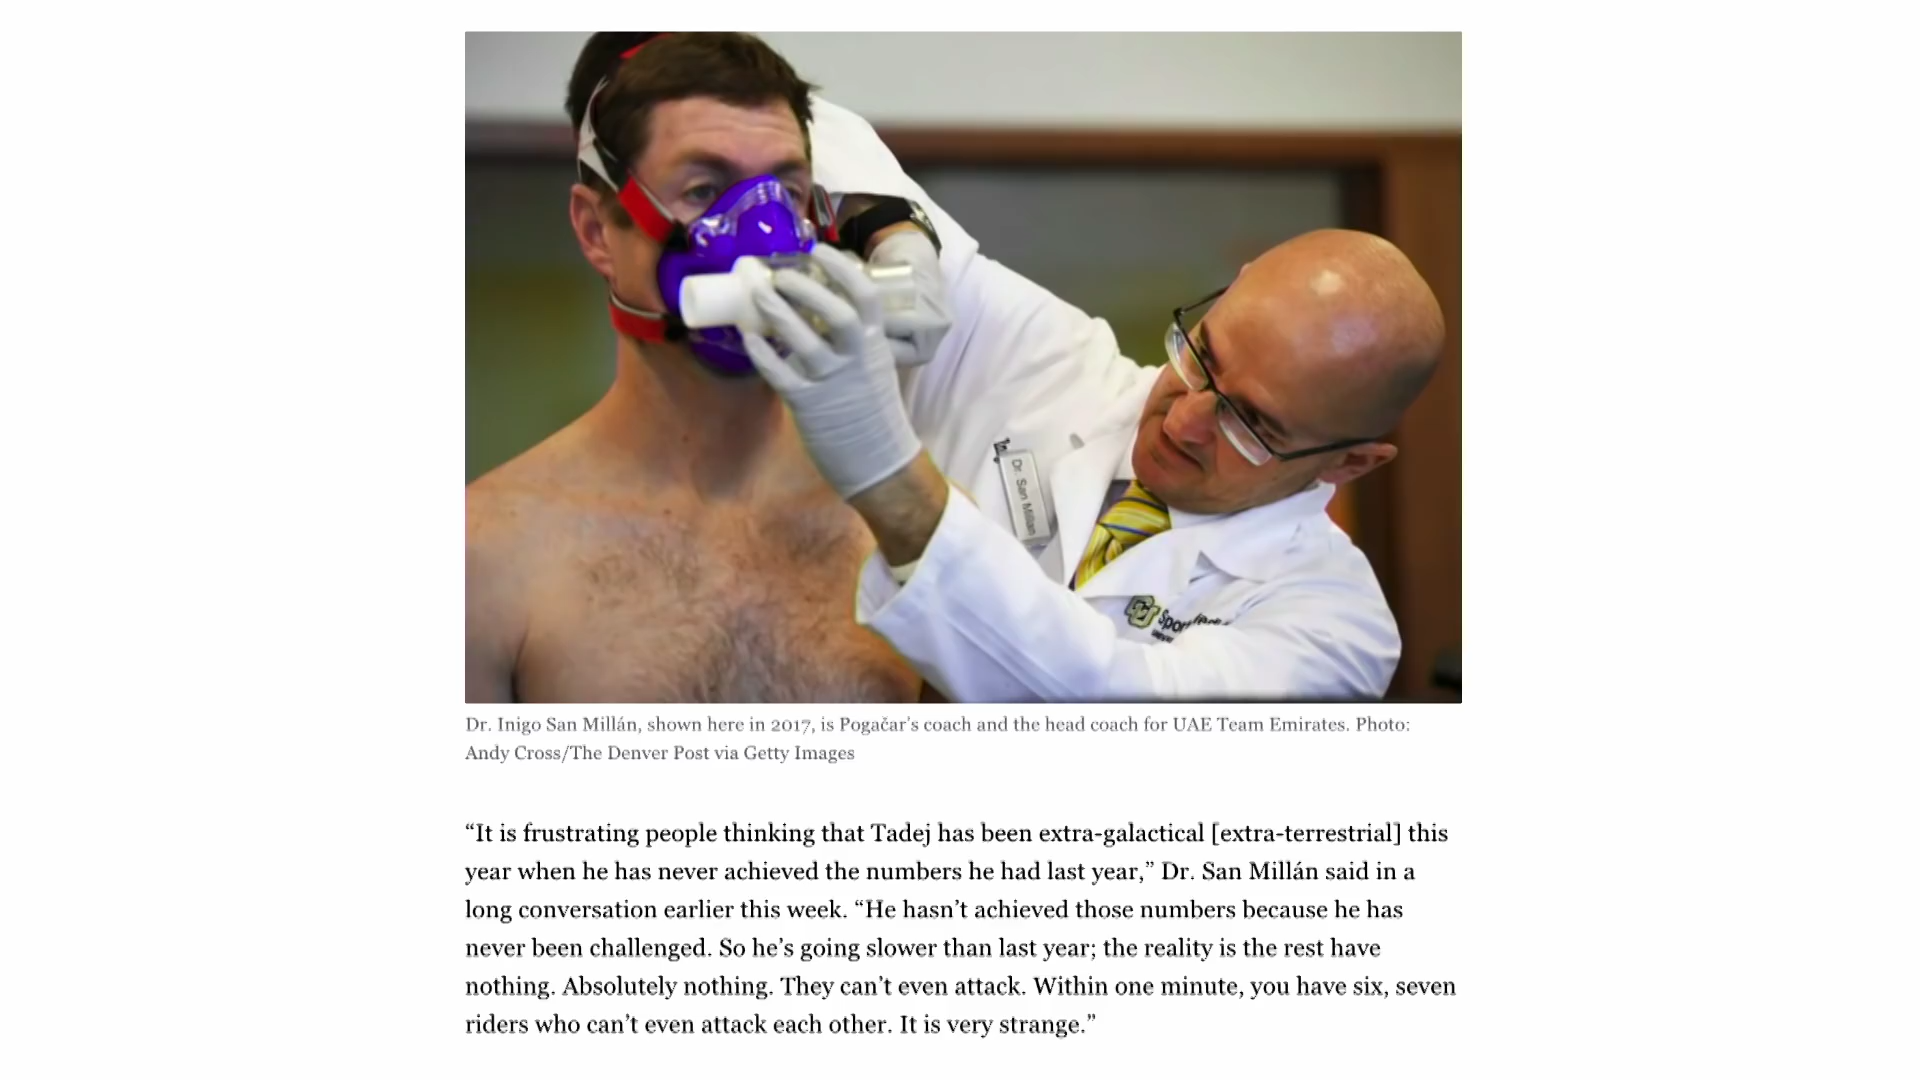 Dr. San Millan
CU Sports
Dr. Inigo San Millán, shown here in 2017, is Pogačar’s coach and the head coach for UAE Team Emirates. Photo:
Andy Cross/The Denver Post via Getty Images
“It is frustrating people thinking that Tadej has been extra-galactical [extra-terrestrial] this
year when he has never achieved the numbers he had last year,” Dr. San Millán said in a
long conversation earlier this week. “He hasn’t achieved those numbers because he has
never been challenged. So he’s going slower than last year; the reality is the rest have
nothing. Absolutely nothing. They can’t even attack. Within one minute, you have six, seven
riders who can’t even attack each other. It is very strange.”